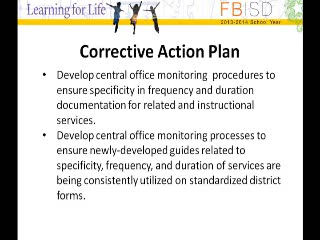 Learning for Life
FBISD
2013-2014 School Year
Corrective Action Plan
• Develop central office monitoring procedures to
ensure specificity in frequency and duration
documentation for related and instructional
services.
• Develop central office monitoring processes to
ensure newly-developed guides related to
specificity, frequency, and duration of services are
being consistently utilized on standardized district
forms.